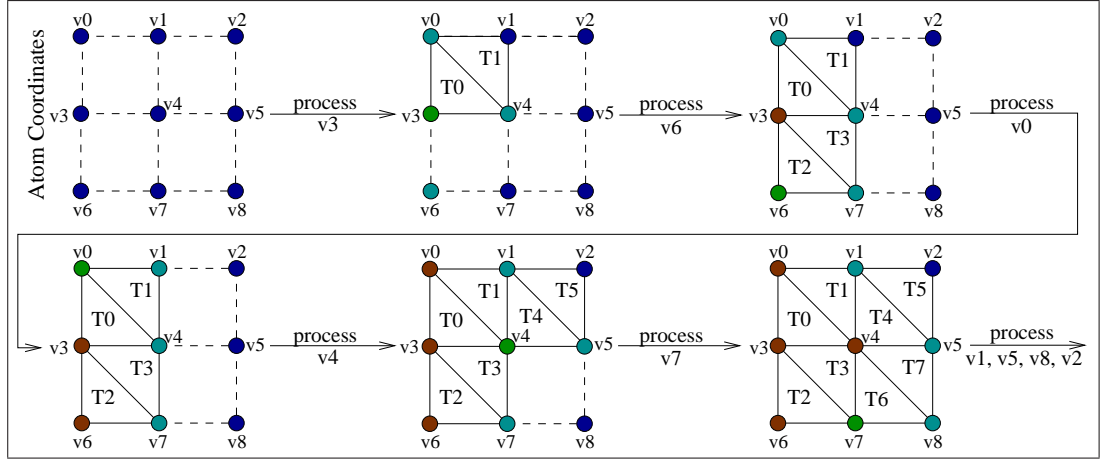 Atom Coordinates
v0 v1 v2
v3 v4 v5
v6 v7 v8
process
v3
v0 v1 v2
T1
T0
v3 v4 v5
v6 v7 v8
process
v6
v0 v1 v2
T1
T0
v3 v4 v5
T3
T2
v6 v7 v8
process
v0
v0 v1 v2
T1
T0
v3 v4 v5
T3
T2
v6 v7 v8
process
v4
v0 v1 v2
T1 T5
T0 T4
v3 v4 v5
T3
T2
v6 v7 v8
process
v7
v0 v1 v2
T1 T5
T0 T4
v3 v4 v5
T3 T7
T2 T6
v6 v7 v8
process
v1, v5, v8, v2